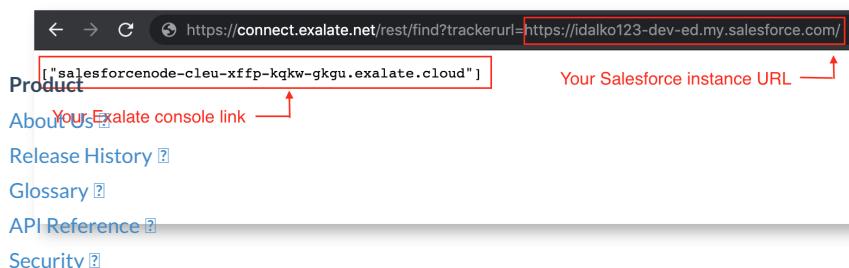 https://connect.exalate.net/rest/find?trackerurl=https://idalko123-dev-ed.my.salesforce.com/
["salesforcenode-cleu-xffp-kqkw-gkgu.exalate.cloud"]
Your Salesforce instance URL
Product
Your Exalate console link
About Us
Release History
Glossary
API Reference
Security